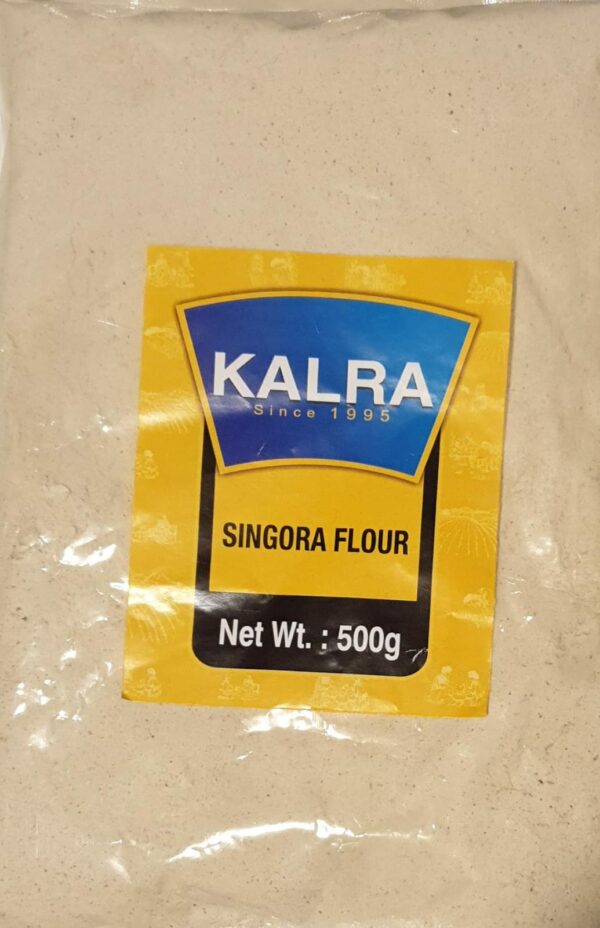 KALRA
Since 1995
SINGORA FLOUR
Net Wt. : 500g